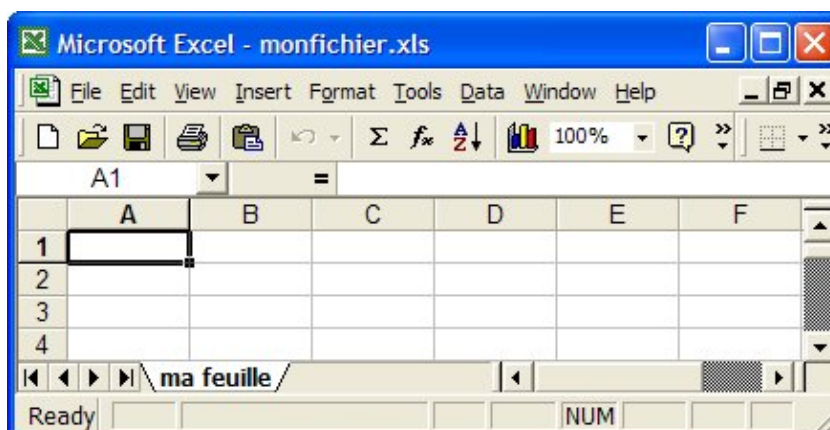 Microsoft Excel - monfichier.xls
File Edit View Insert Format Tools Data Window Help
Σ fx A Z 100% ? »
A1 =
A B C D E F
1
2
3
4
ma feuille
Ready NUM